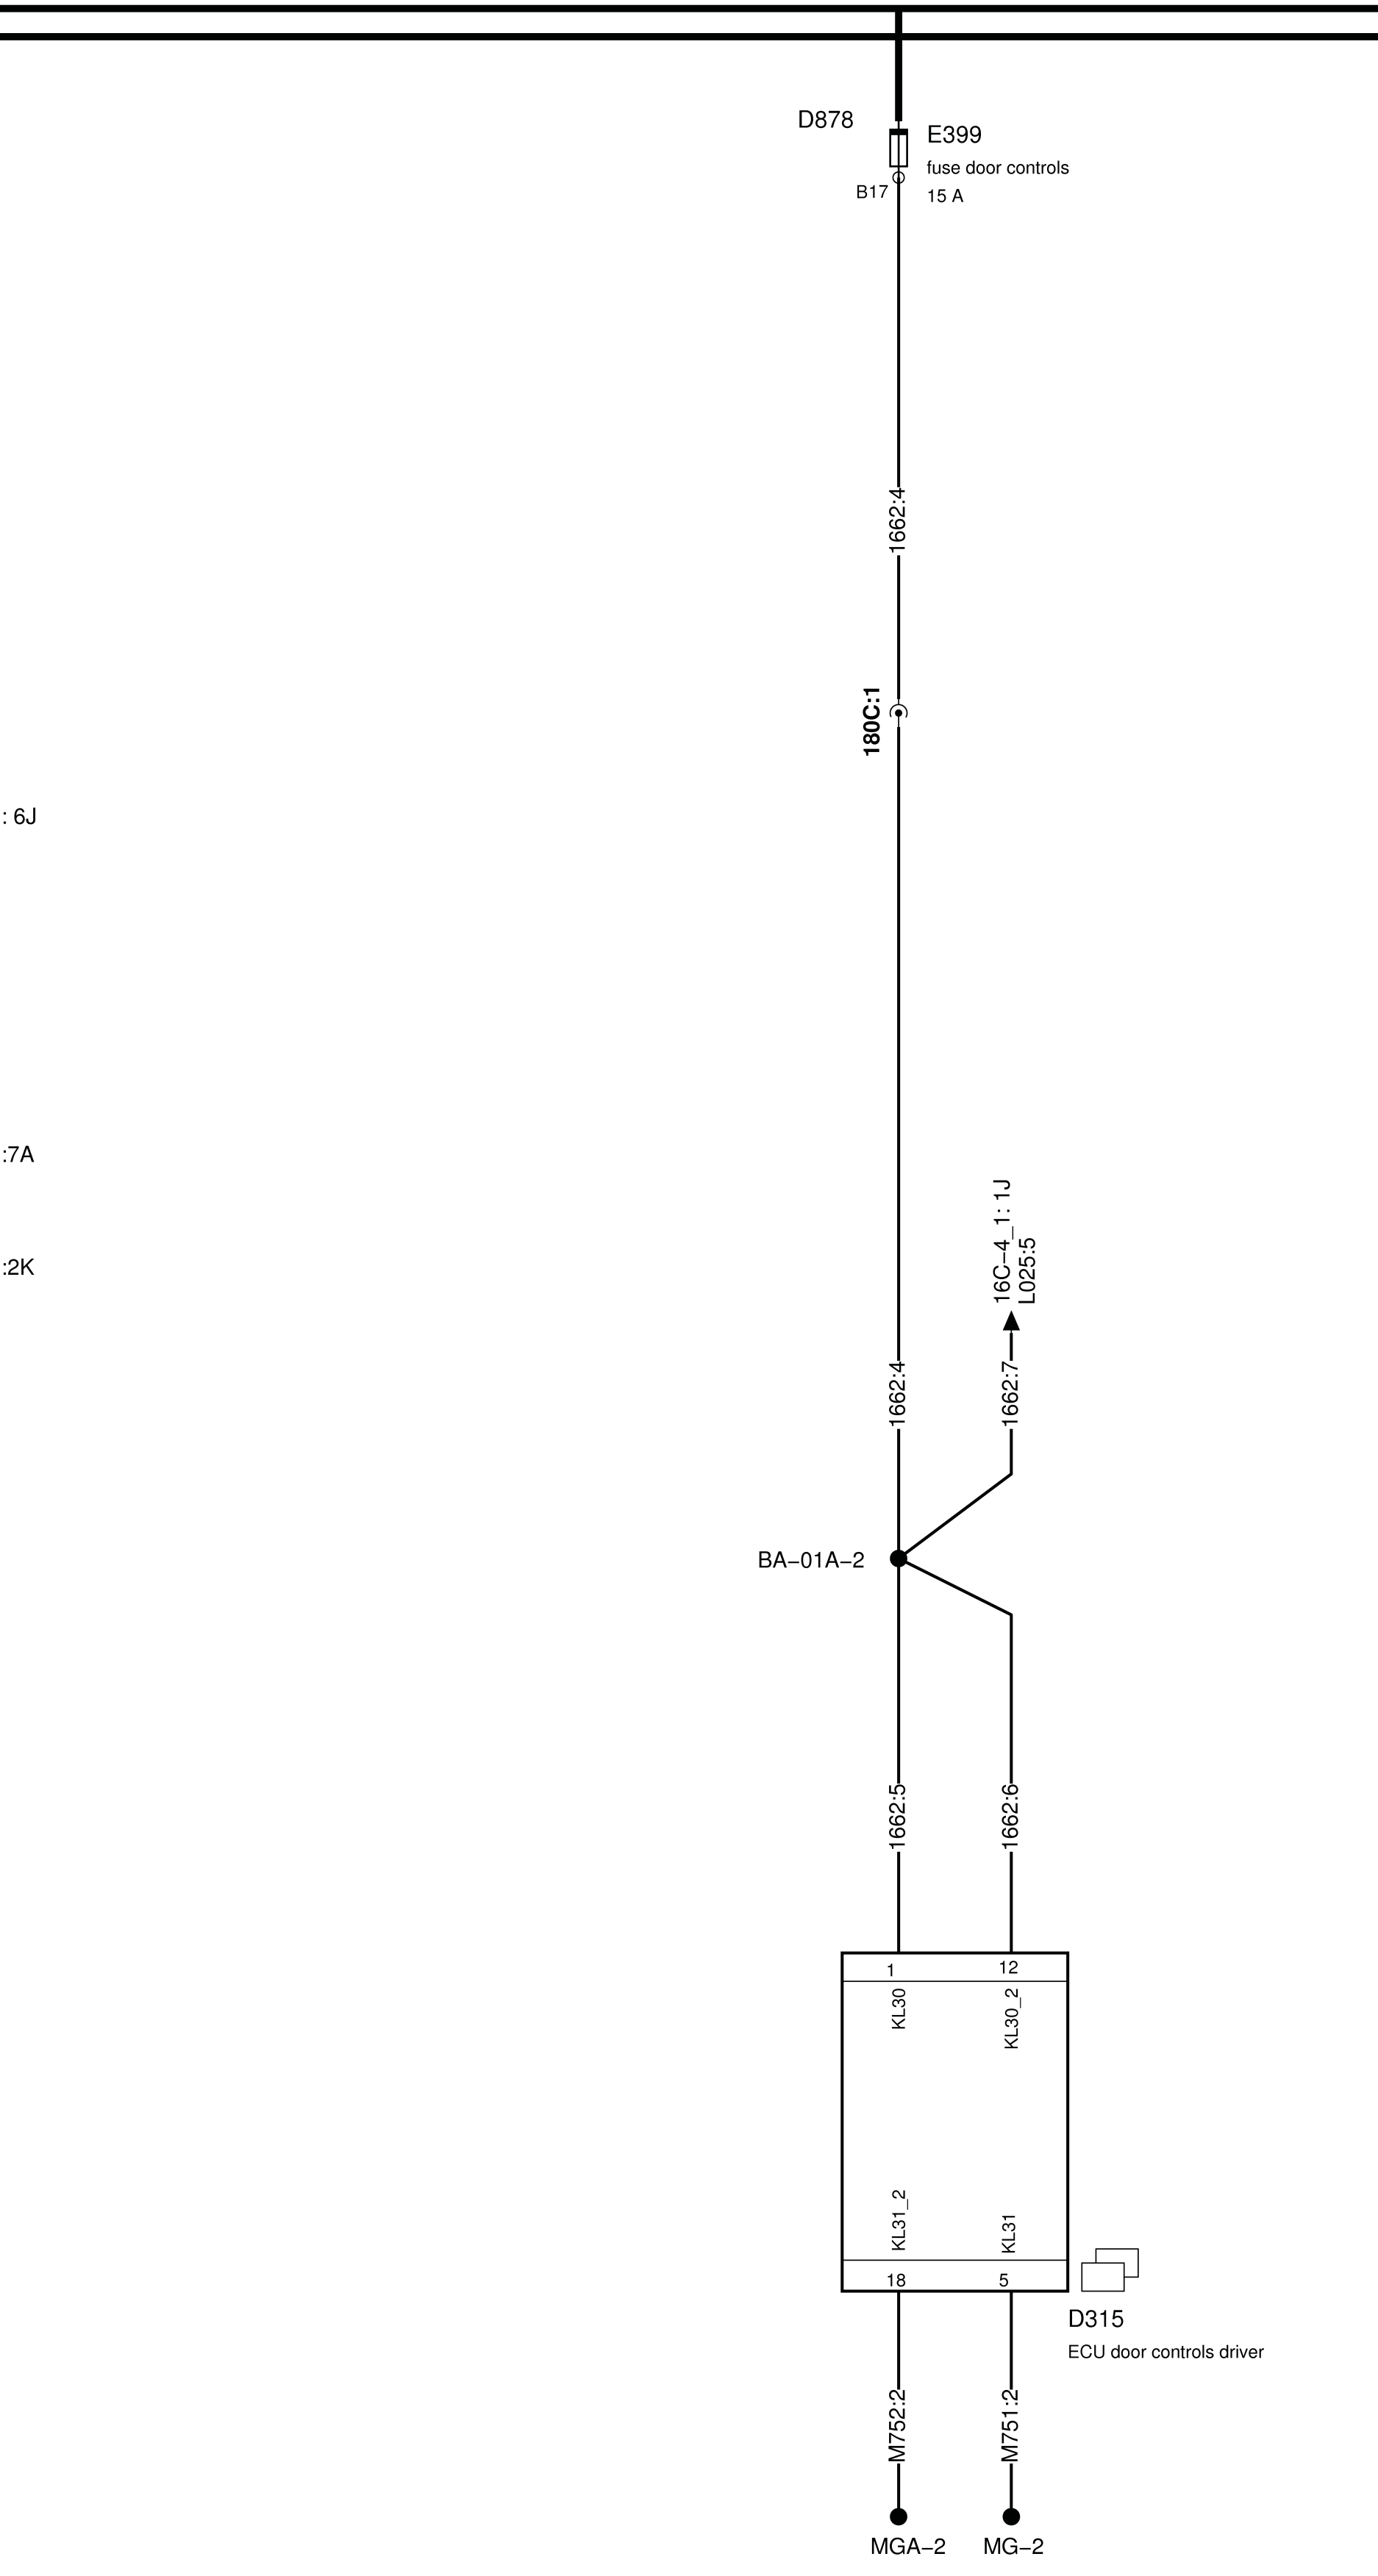 D878
E399
fuse door controls
B17
15 A
1662:4
180C:1
: 6J
:7A
16C−4_1: 1J
L025:5
:2K
1662:4
1662:7
BA−01A−2
1662:5
1662:6
1
12
KL30
KL30_2
KL31_2
KL31
18
5
D315
ECU door controls driver
M752:2
M751:2
MGA−2
MG−2